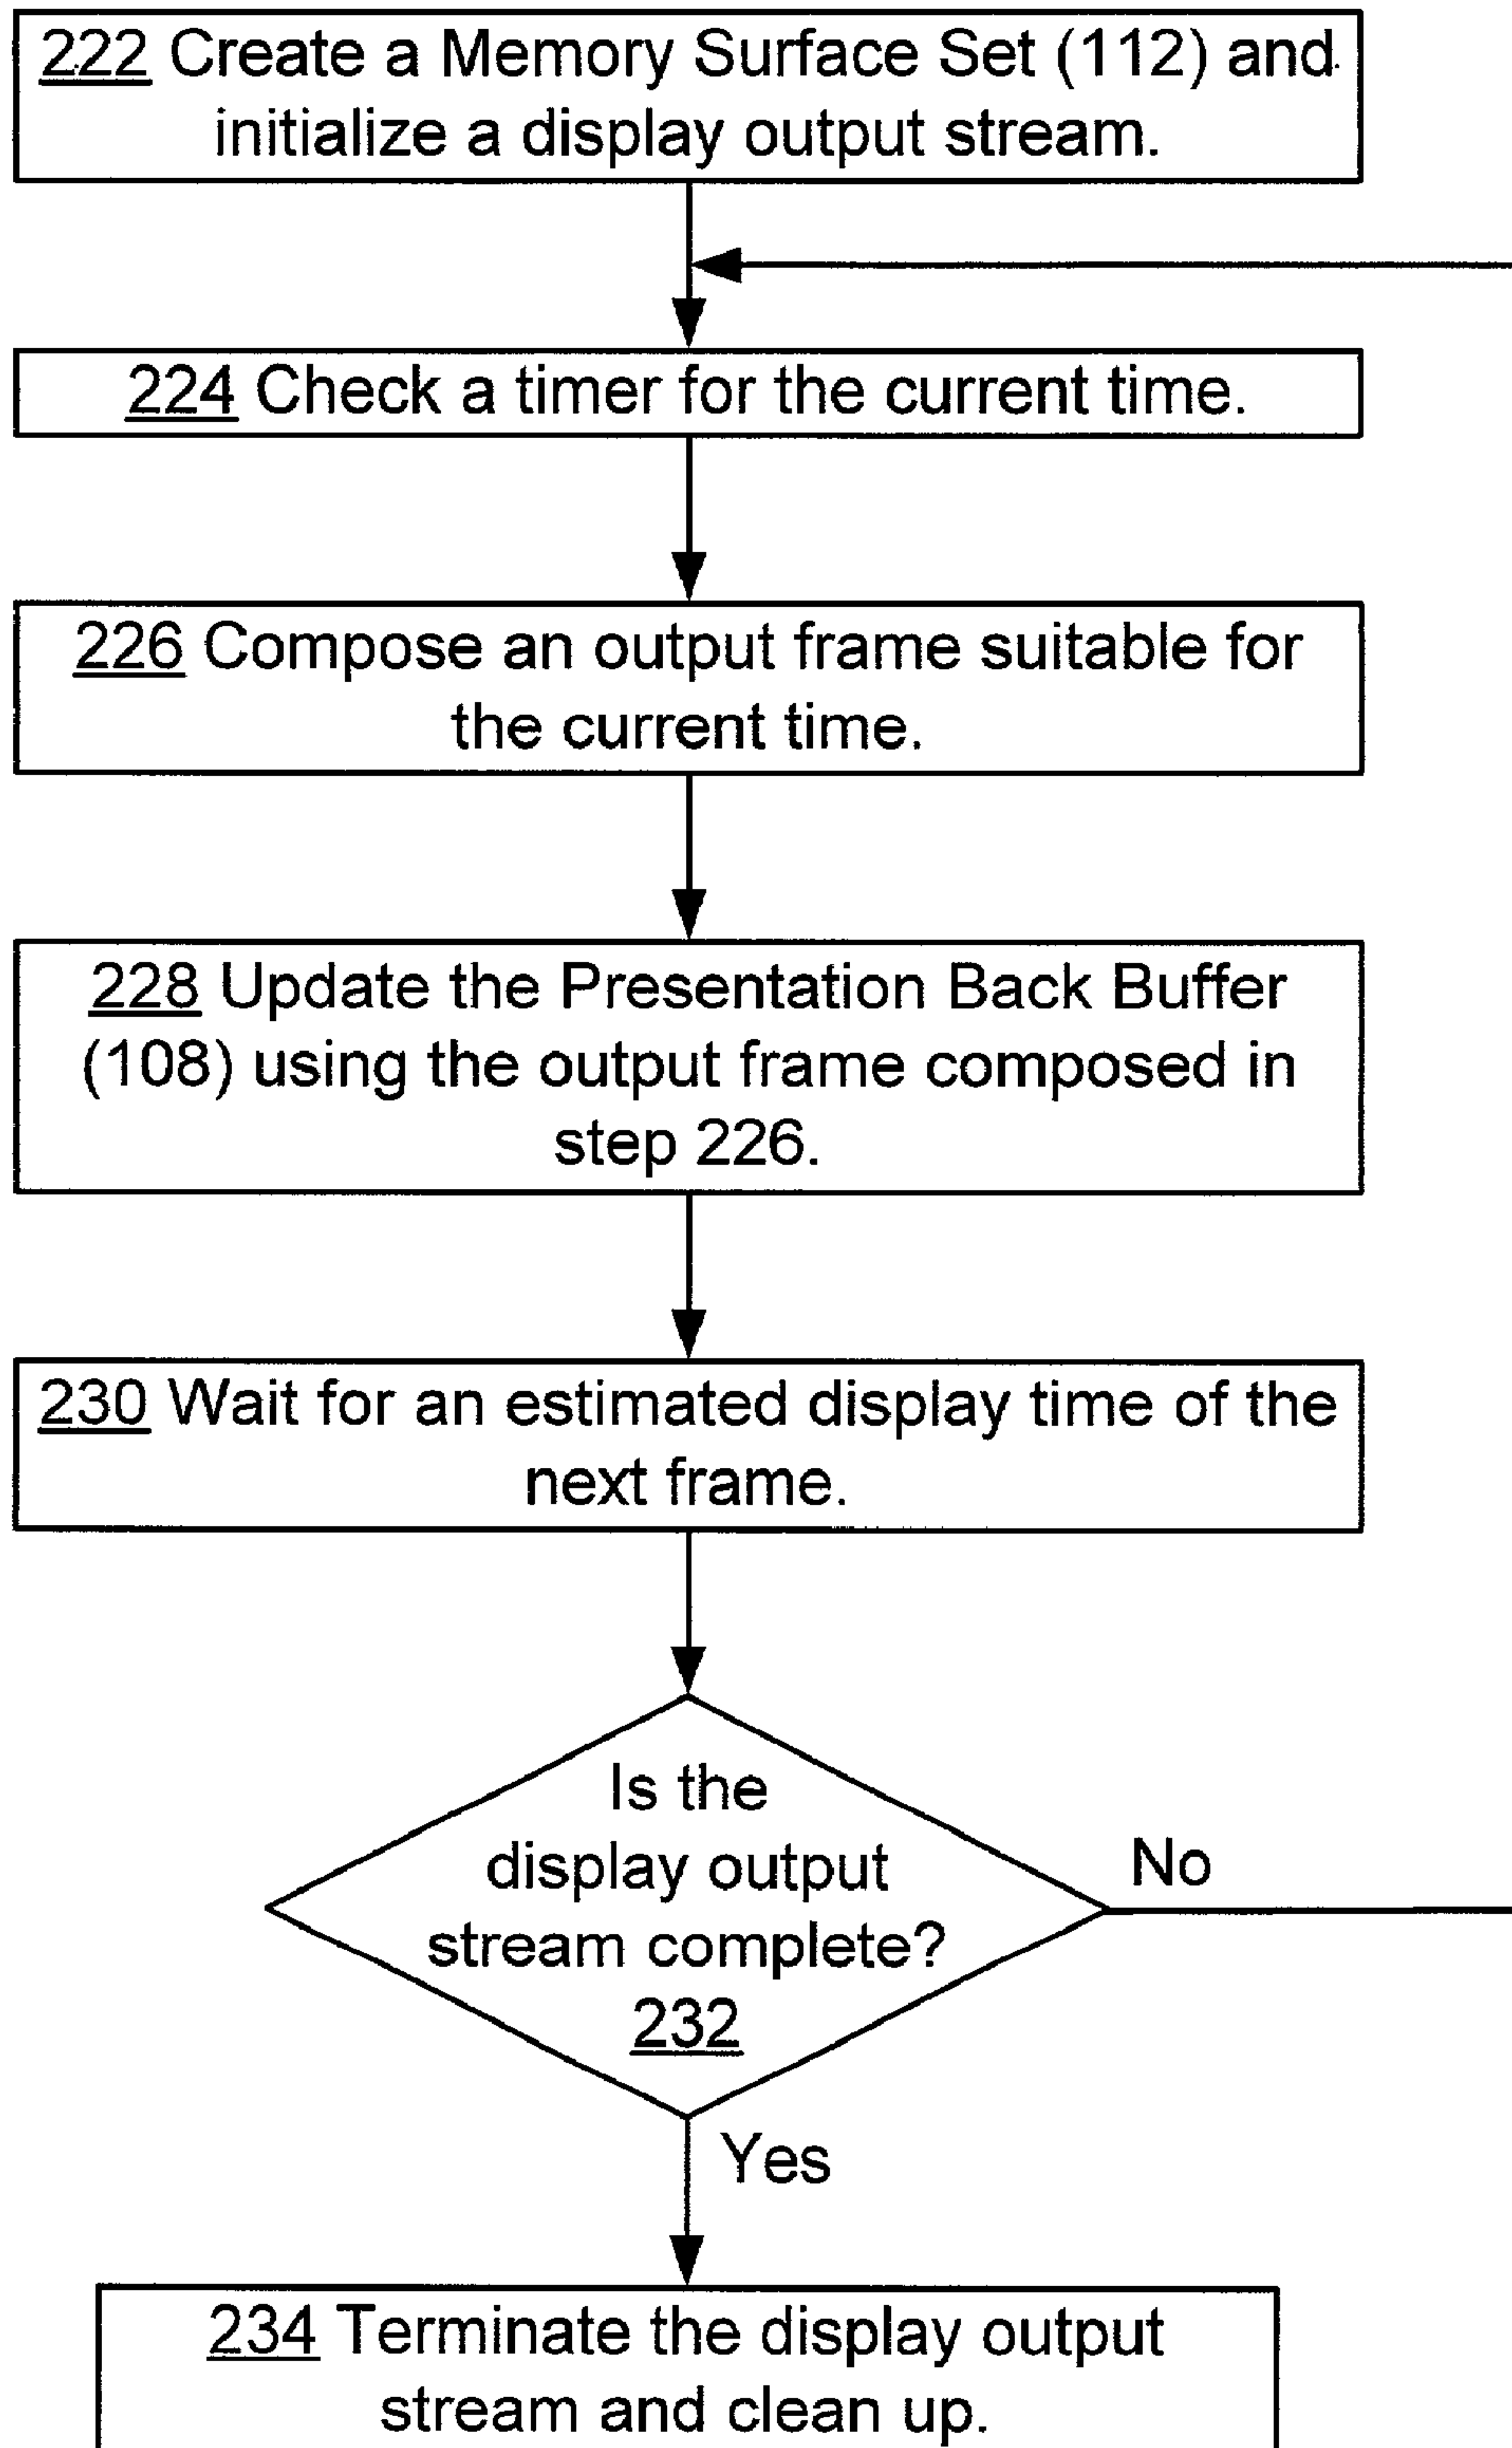 222 Create a Memory Surface Set (112) and
initialize a display output stream.
224 Check a timer for the current time.
226 Compose an output frame suitable for
the current time.
228 Update the Presentation Back Buffer
(108) using the output frame composed in
step 226.
230 Wait for an estimated display time of the
next frame.
Is the
display output
stream complete?
232
No
Yes
234 Terminate the display output
stream and clean up.